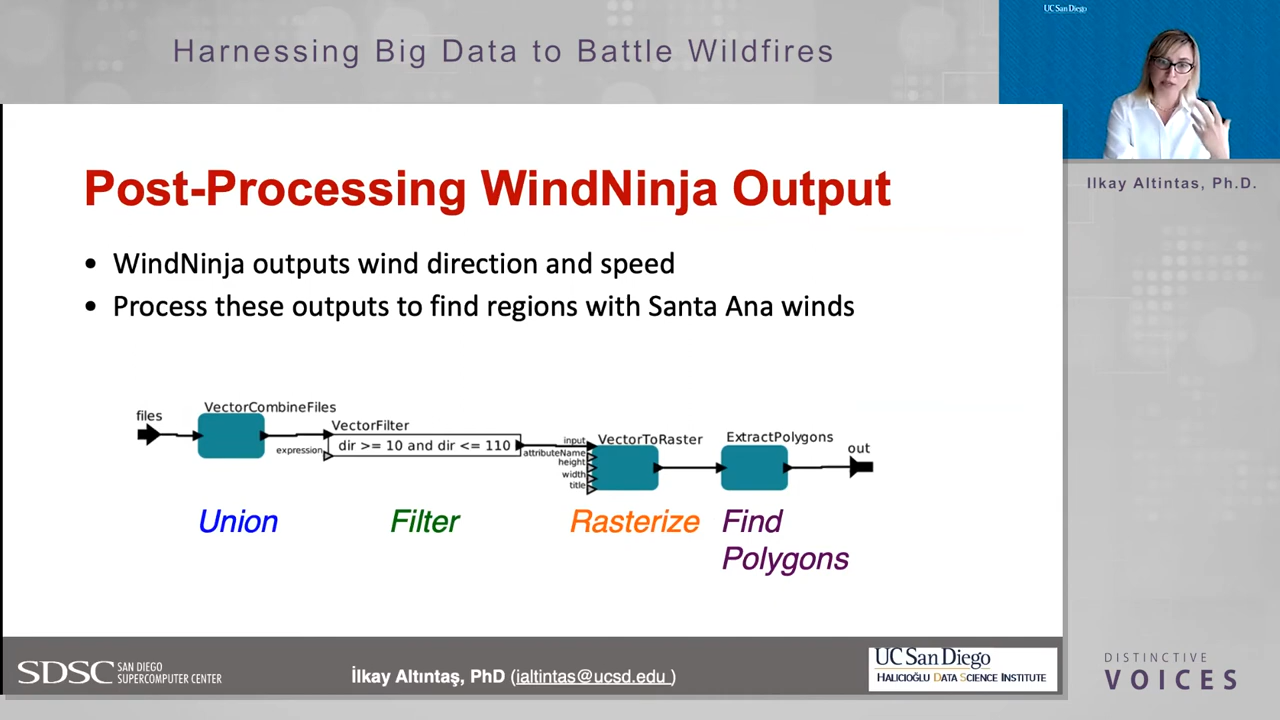 Harnessing Big Data to Battle Wildfires
UC San Diego
Ilkay Altintas, Ph.D.
Post-Processing WindNinja Output
• WindNinja outputs wind direction and speed
• Process these outputs to find regions with Santa Ana winds
files
VectorCombineFiles
VectorFilter
expression
dir >= 10 and dir <= 110
input
attributeName
height
width
title
VectorToRaster
ExtractPolygons
out
Union
Filter
Rasterize
Find
Polygons
SDSC SAN DIEGO
SUPERCOMPUTER CENTER
İlkay Altıntaş, PhD (ialtintas@ucsd.edu )
UC San Diego
HALICIOĞLU DATA SCIENCE INSTITUTE
DISTINCTIVE
VOICES